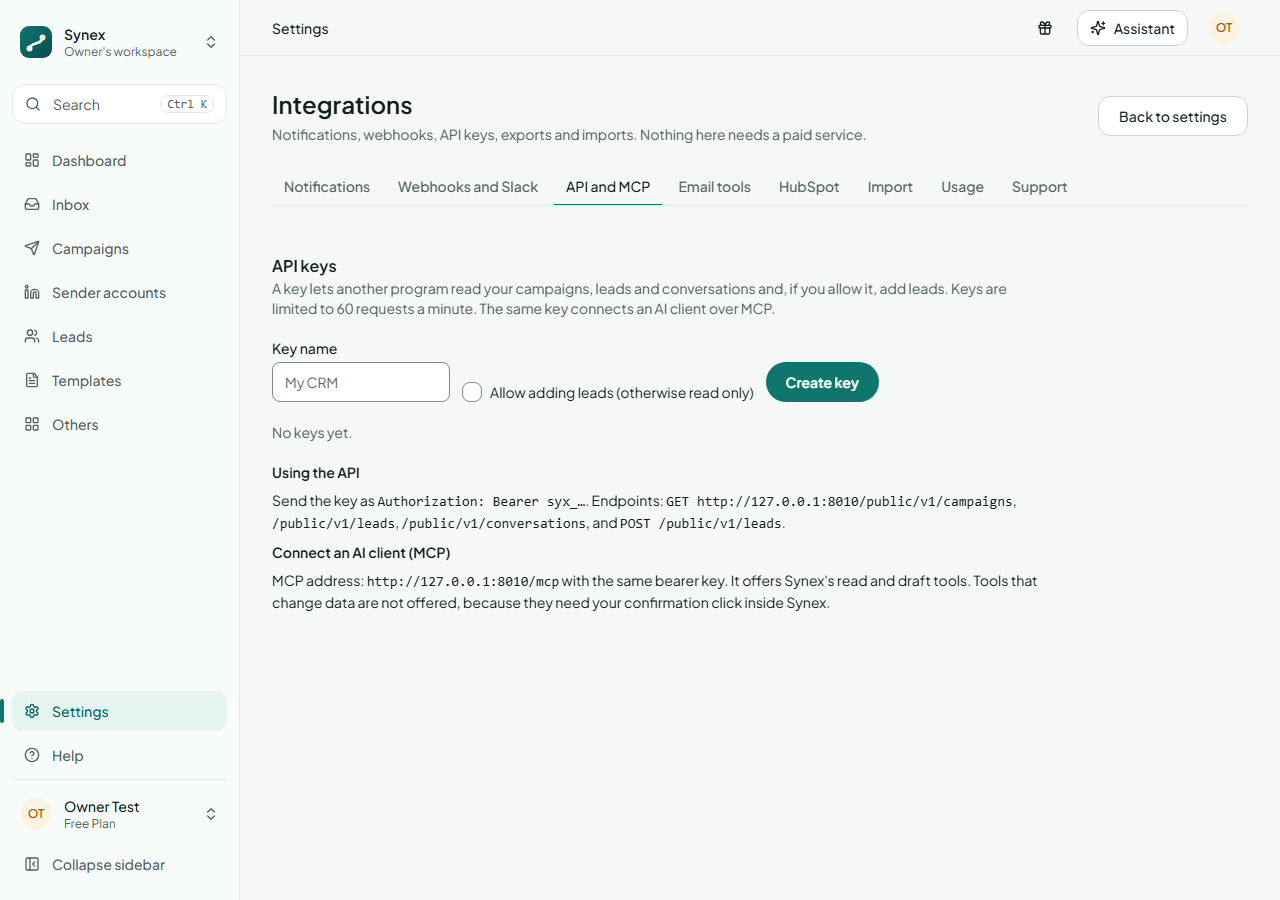 Synex
Owner's workspace
Search
Ctrl K
Dashboard
Inbox
Campaigns
Sender accounts
Leads
Templates
Others
Settings
Help
OT
Owner Test
Free Plan
Collapse sidebar
Settings
Assistant
OT
Integrations
Notifications, webhooks, API keys, exports and imports. Nothing here needs a paid service.
Back to settings
Notifications
Webhooks and Slack
API and MCP
Email tools
HubSpot
Import
Usage
Support
API keys
A key lets another program read your campaigns, leads and conversations and, if you allow it, add leads. Keys are
limited to 60 requests a minute. The same key connects an AI client over MCP.
Key name
My CRM
Allow adding leads (otherwise read only)
Create key
No keys yet.
Using the API
Send the key as Authorization: Bearer syx_…. Endpoints: GET http://127.0.0.1:8010/public/v1/campaigns,
/public/v1/leads, /public/v1/conversations, and POST /public/v1/leads.
Connect an AI client (MCP)
MCP address: http://127.0.0.1:8010/mcp with the same bearer key. It offers Synex's read and draft tools. Tools that
change data are not offered, because they need your confirmation click inside Synex.